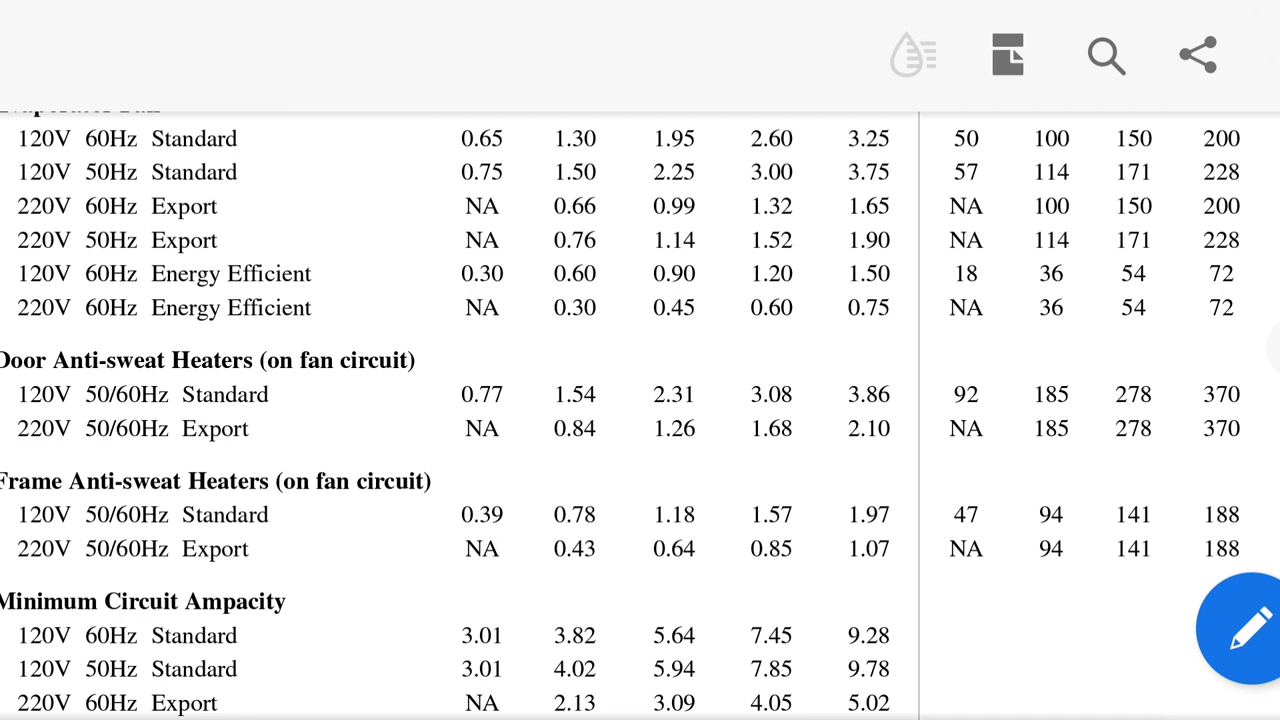 120V 60Hz Standard 0.65 1.30 1.95 2.60 3.25 50 100 150 200
120V 50Hz Standard 0.75 1.50 2.25 3.00 3.75 57 114 171 228
220V 60Hz Export NA 0.66 0.99 1.32 1.65 NA 100 150 200
220V 50Hz Export NA 0.76 1.14 1.52 1.90 NA 114 171 228
120V 60Hz Energy Efficient 0.30 0.60 0.90 1.20 1.50 18 36 54 72
220V 60Hz Energy Efficient NA 0.30 0.45 0.60 0.75 NA 36 54 72
Door Anti-sweat Heaters (on fan circuit)
120V 50/60Hz Standard 0.77 1.54 2.31 3.08 3.86 92 185 278 370
220V 50/60Hz Export NA 0.84 1.26 1.68 2.10 NA 185 278 370
Frame Anti-sweat Heaters (on fan circuit)
120V 50/60Hz Standard 0.39 0.78 1.18 1.57 1.97 47 94 141 188
220V 50/60Hz Export NA 0.43 0.64 0.85 1.07 NA 94 141 188
Minimum Circuit Ampacity
120V 60Hz Standard 3.01 3.82 5.64 7.45 9.28
120V 50Hz Standard 3.01 4.02 5.94 7.85 9.78
220V 60Hz Export NA 2.13 3.09 4.05 5.02